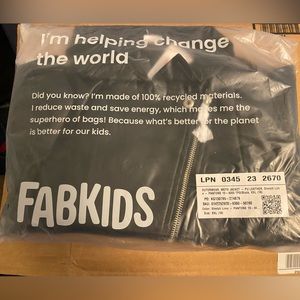 I'm helping change
the world
Did you know? I'm made of 100% recycled materials.
I reduce waste and save energy, which makes me the
superhero of bags! Because what's better for the planet
is better for our kids.
FABKIDS
LPN 0345 23 2670